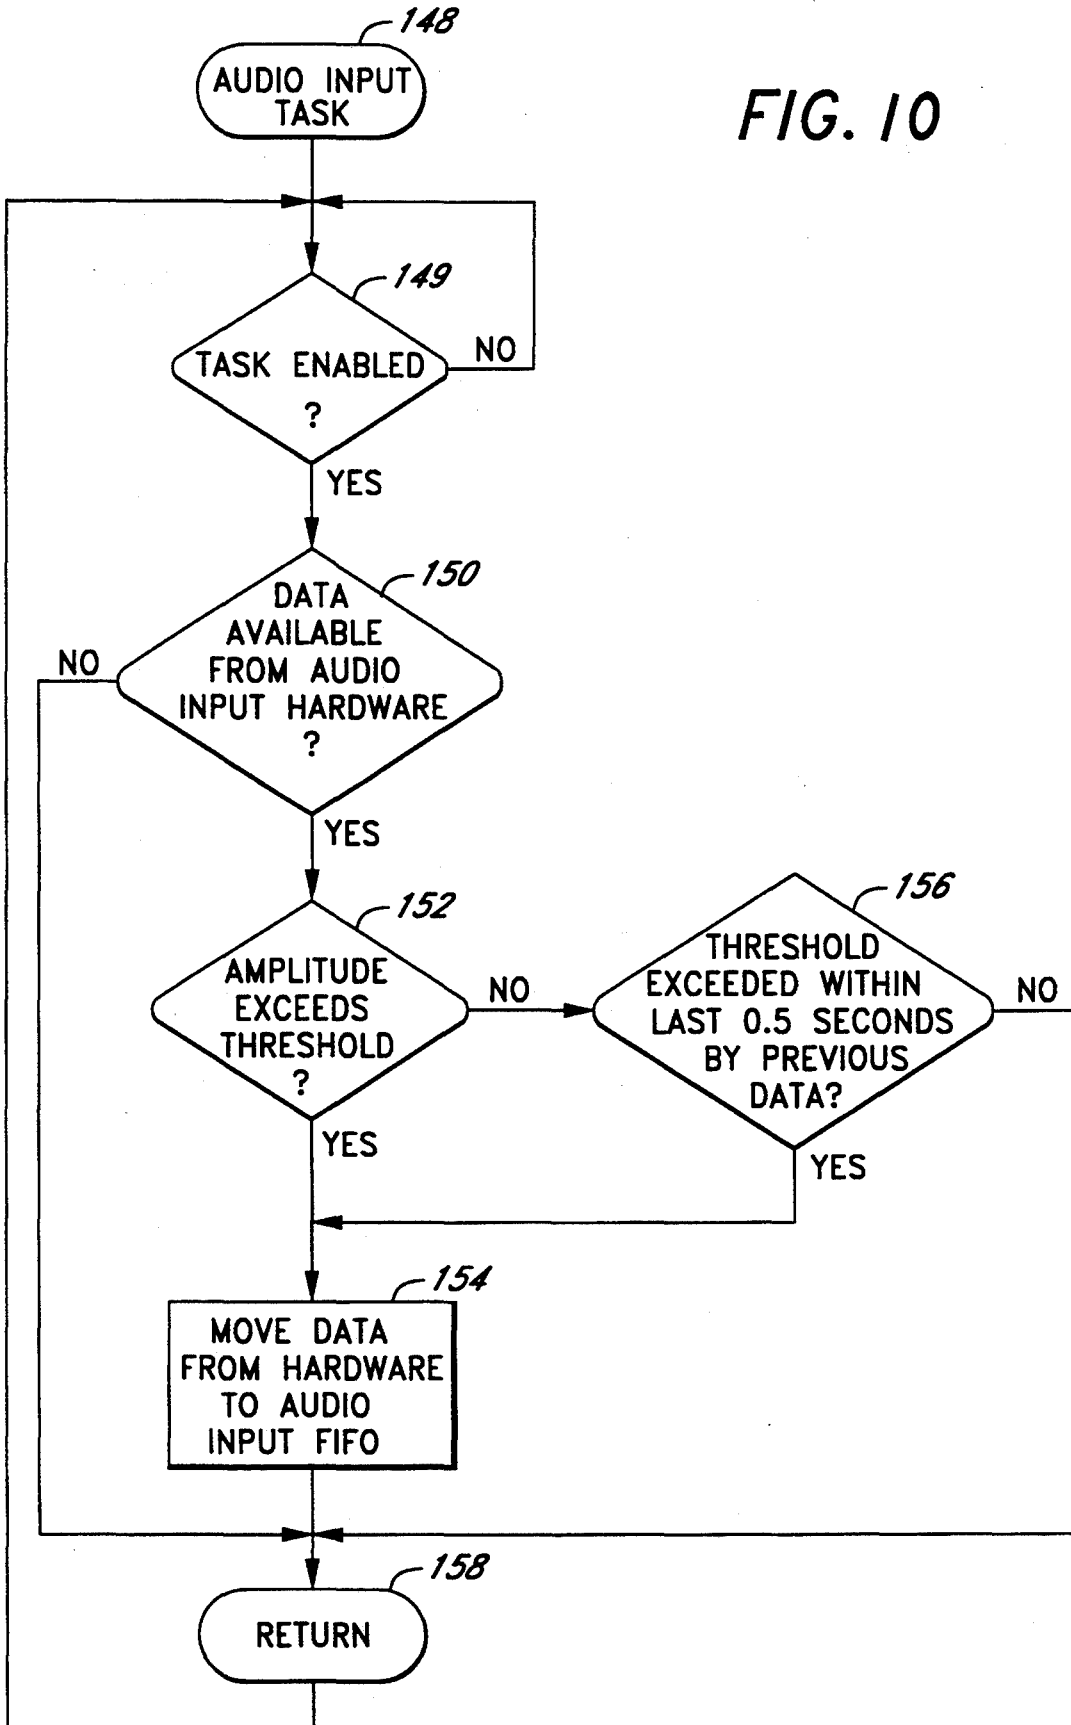 148
AUDIO INPUT
TASK
FIG. 10
149
TASK ENABLED
?
NO
YES
150
DATA
AVAILABLE
FROM AUDIO
INPUT HARDWARE
?
NO
YES
152
AMPLITUDE
EXCEEDS
THRESHOLD
?
NO
YES
156
THRESHOLD
EXCEEDED WITHIN
LAST 0.5 SECONDS
BY PREVIOUS
DATA?
NO
YES
154
MOVE DATA
FROM HARDWARE
TO AUDIO
INPUT FIFO
158
RETURN